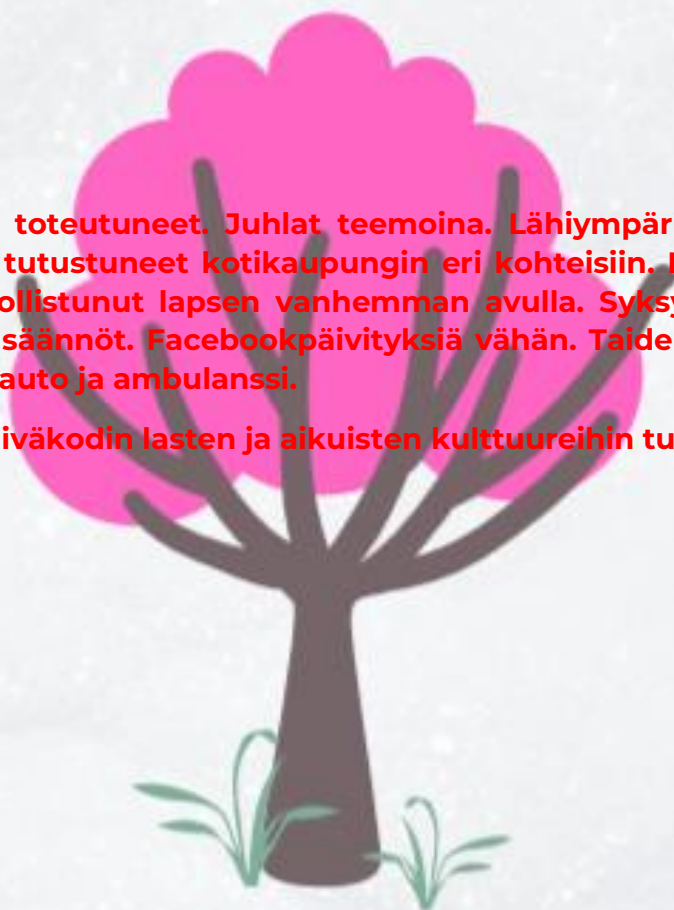 toteutuneet. Juhlat teemoina. Lähiympär
tutustuneet kotikaupungin eri kohteisiin.
ollistunut lapsen vanhemman avulla. Syksy
säännöt. Facebookpäivityksiä vähän. Taide
auto ja ambulanssi.
iväkodin lasten ja aikuisten kulttuureihin tu